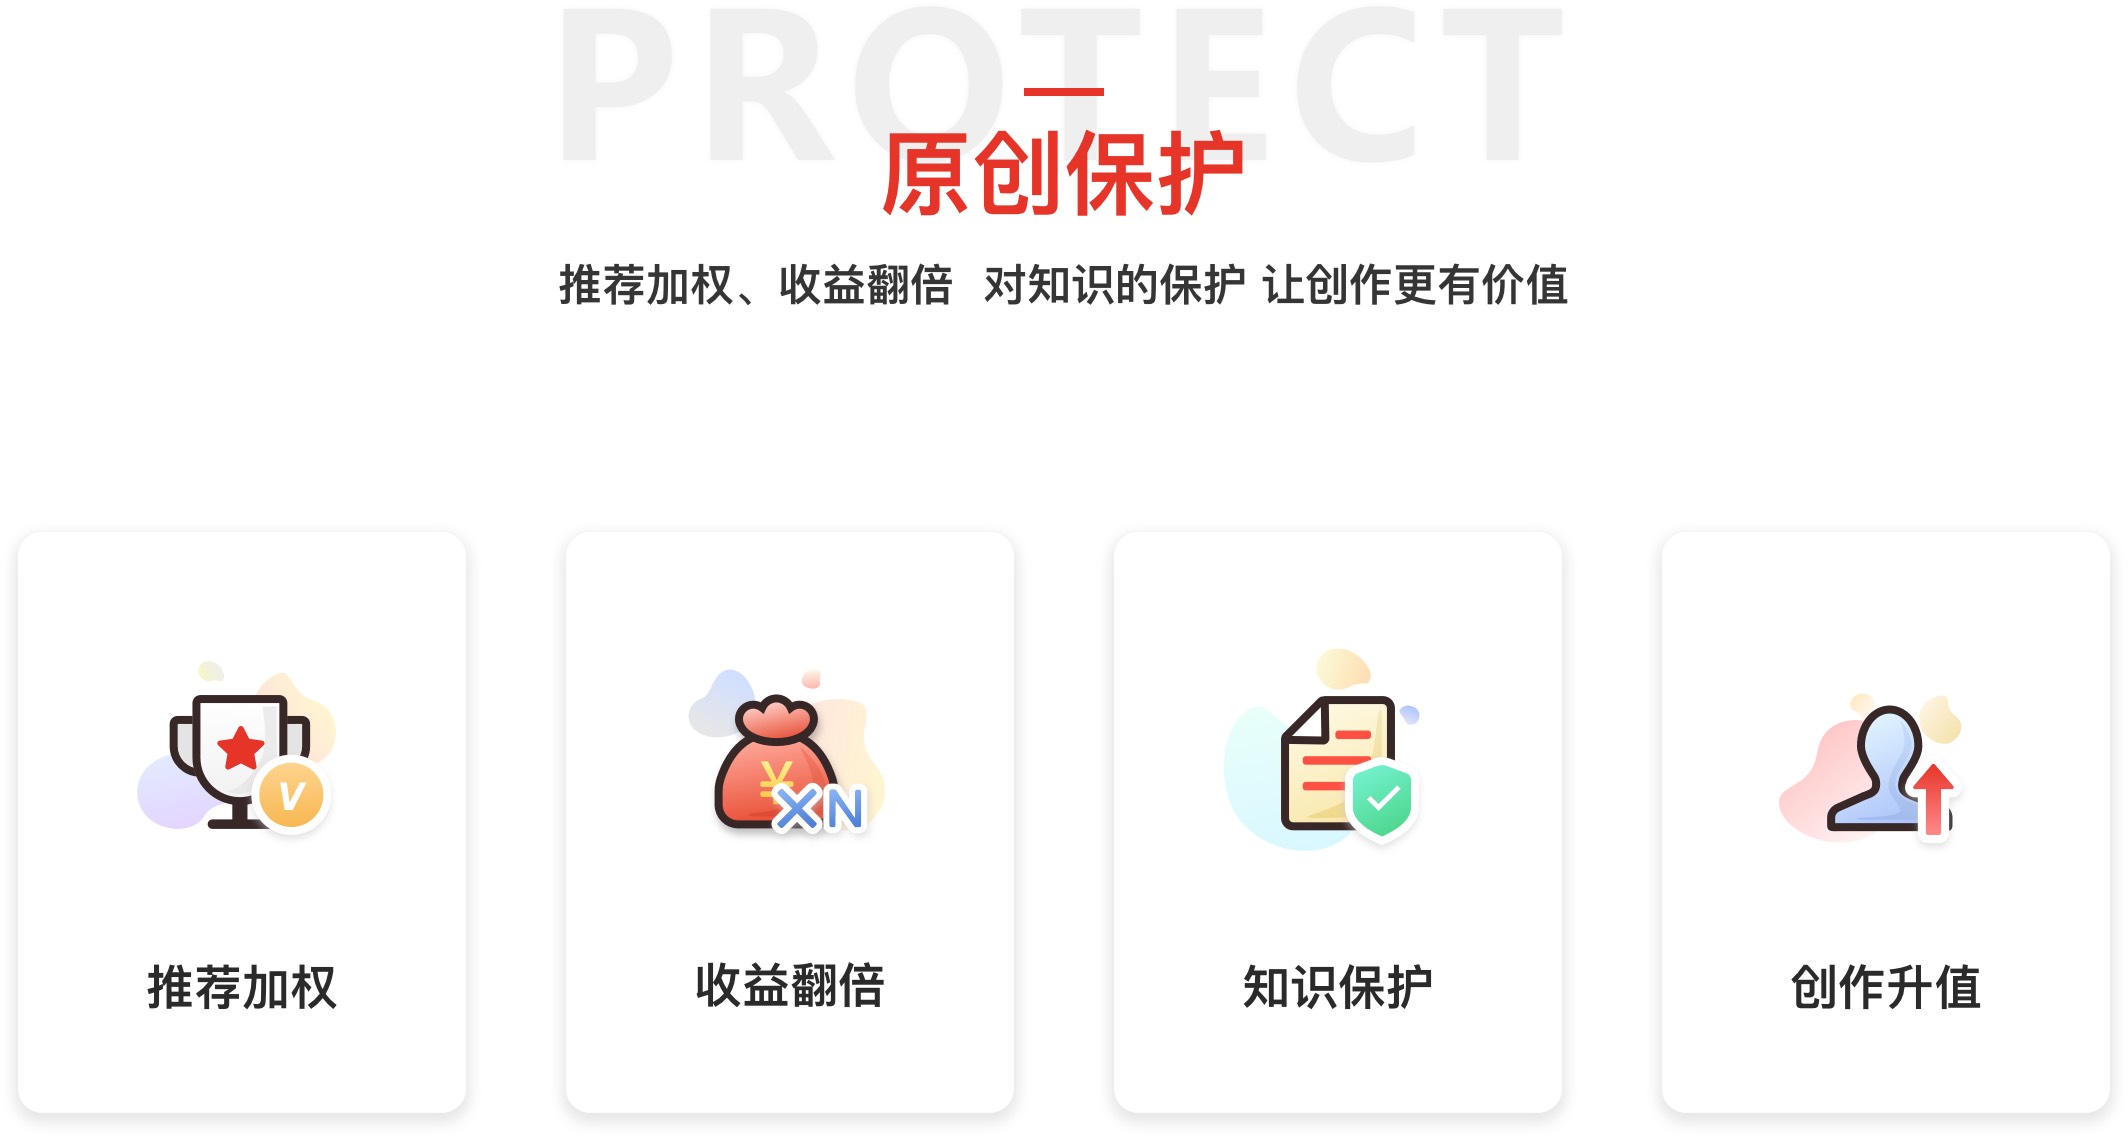 PROTECT
原创保护
推荐加权、收益翻倍 对知识的保护 让创作更有价值
V
¥
XN
推荐加权
收益翻倍
知识保护
创作升值